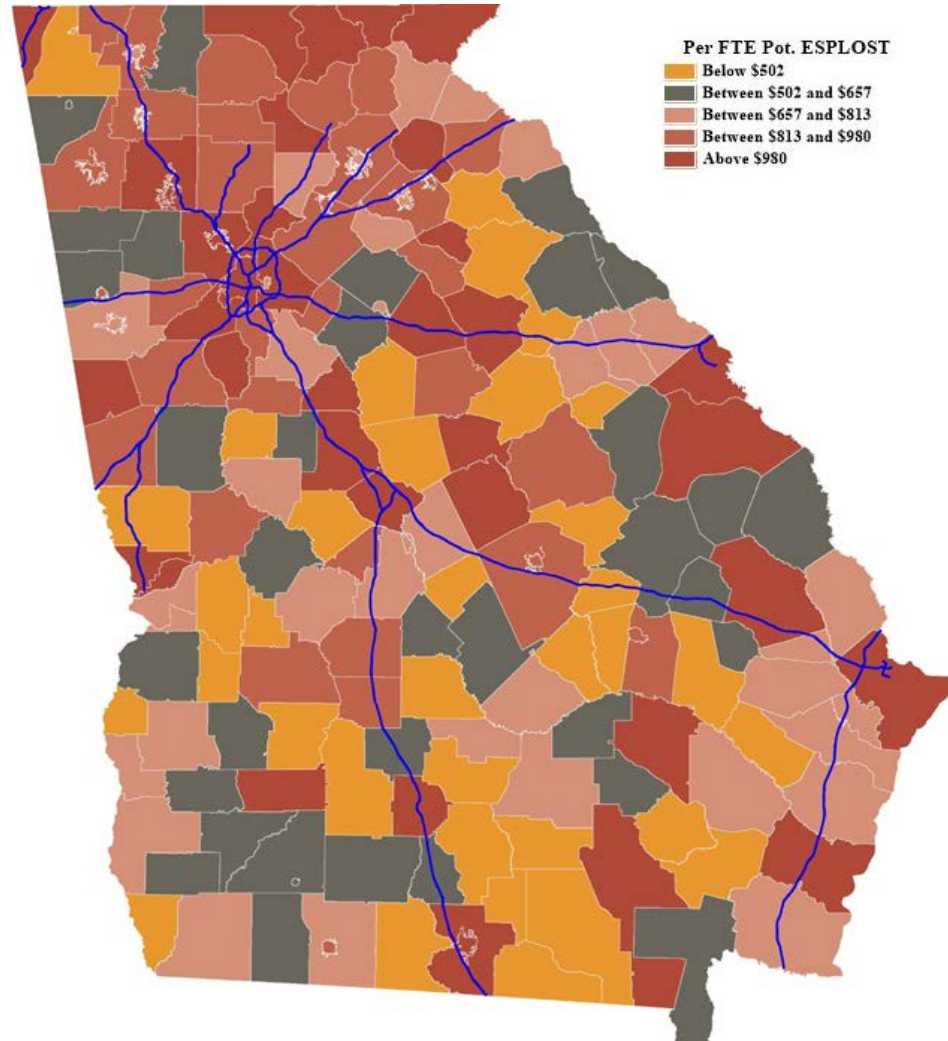 Per FTE Pot. ESPLOST
Below $502
Between $502 and $657
Between $657 and $813
Between $813 and $980
Above $980